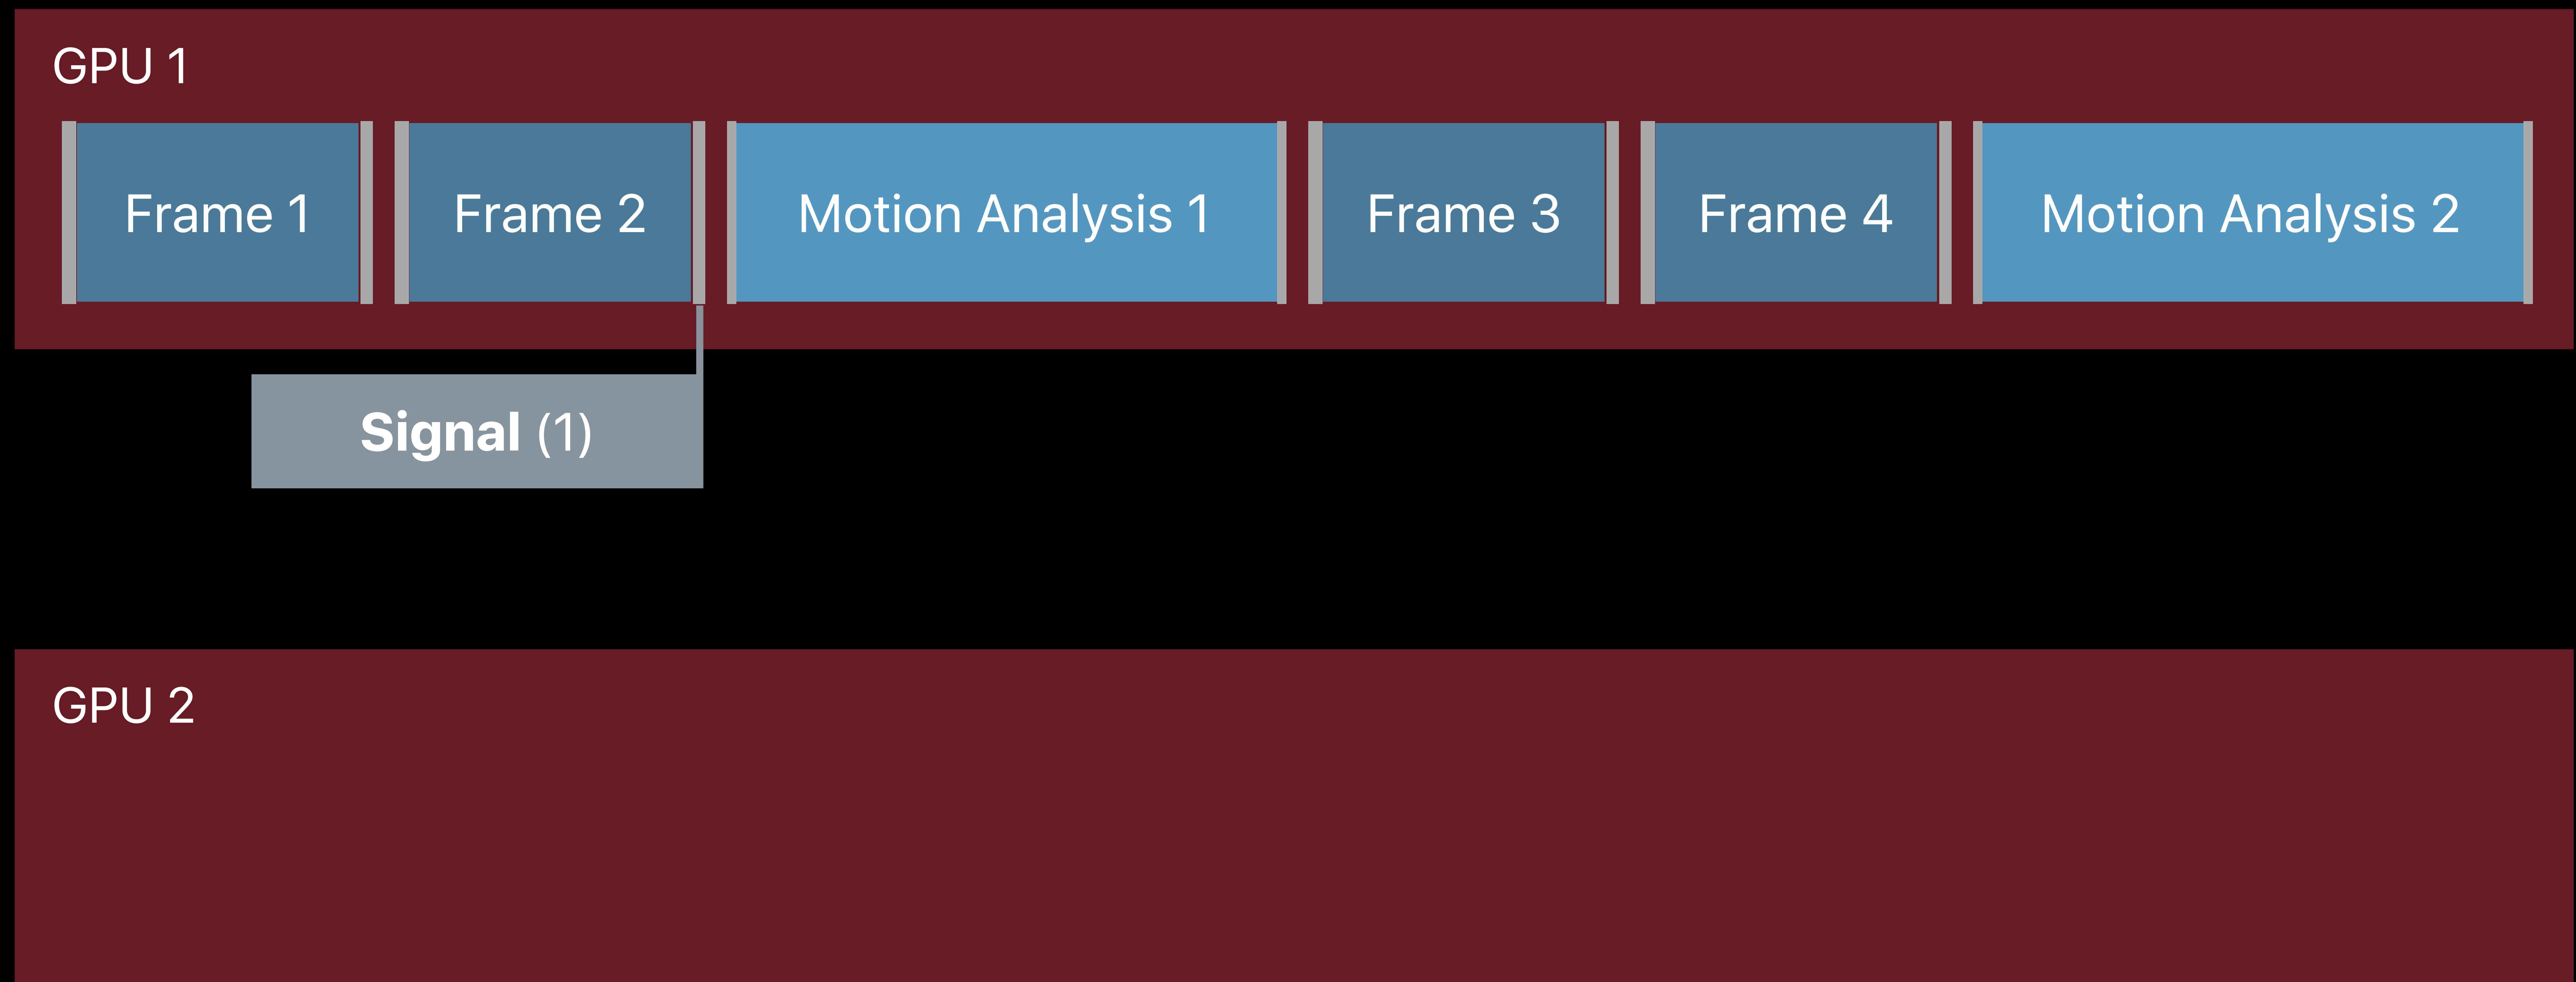 GPU 1
Frame 1 Frame 2 Motion Analysis 1 Frame 3 Frame 4 Motion Analysis 2
Signal (1)
GPU 2